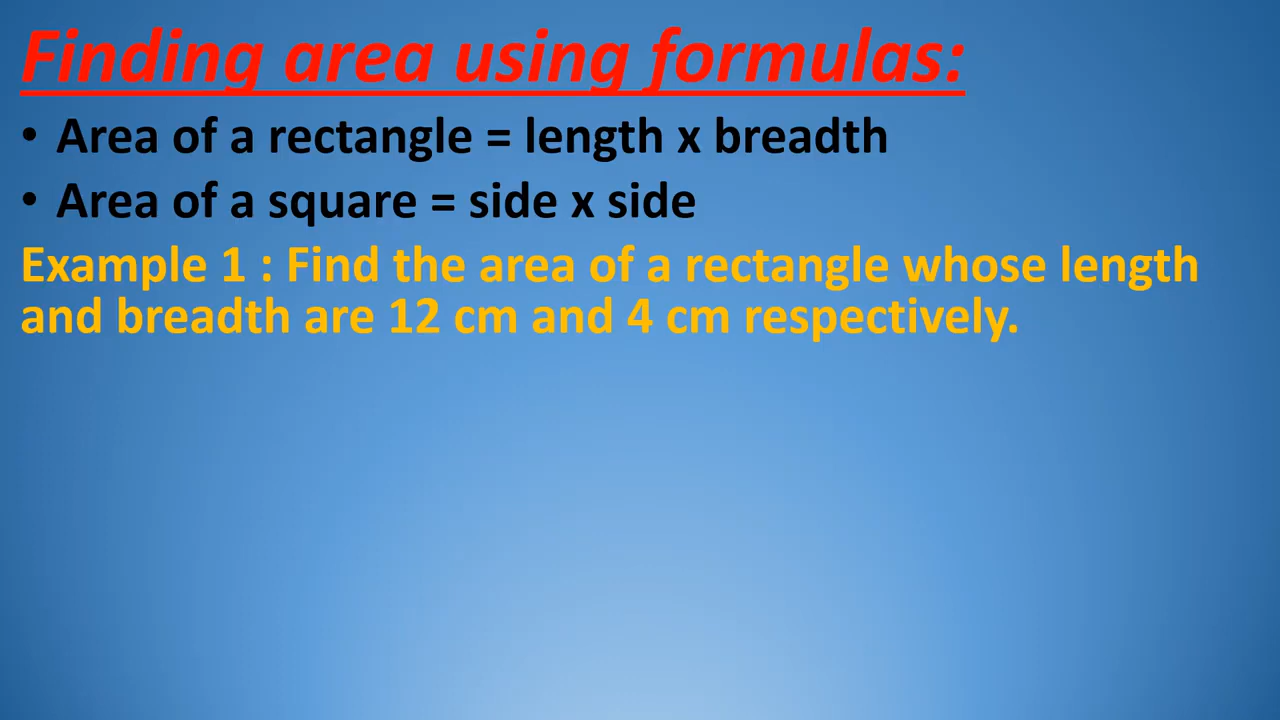 Finding area using formulas:
• Area of a rectangle = length x breadth
• Area of a square = side x side
Example 1 : Find the area of a rectangle whose length
and breadth are 12 cm and 4 cm respectively.